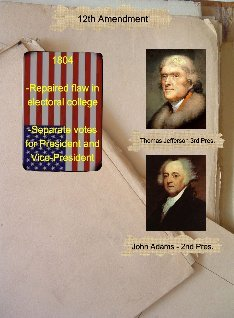 12th Amendment
1804
-Repaired flaw in
electoral college
-Separate votes
for President and
Vice-President
Thomas Jefferson 3rd Pres.
John Adams - 2nd Pres.